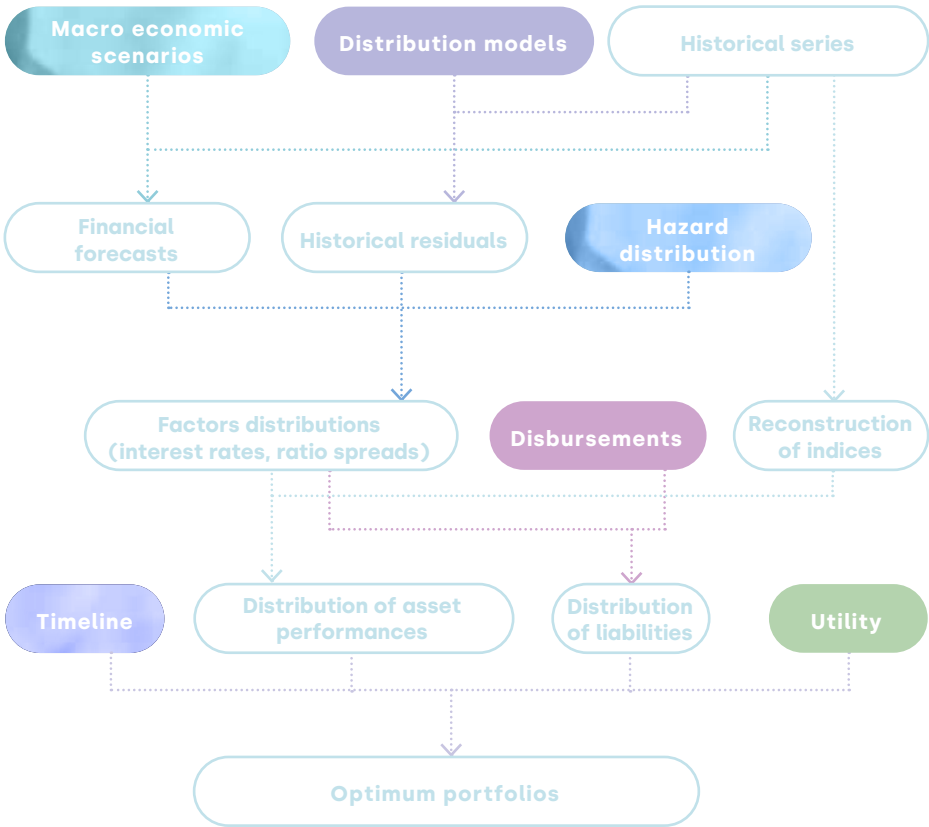 Macro economic
scenarios
Distribution models
Historical series
Financial
forecasts
Historical residuals
Hazard
distribution
Factors distributions
(interest rates, ratio spreads)
Disbursements
Reconstruction
of indices
Timeline
Distribution of asset
performances
Distribution
of liabilities
Utility
Optimum portfolios